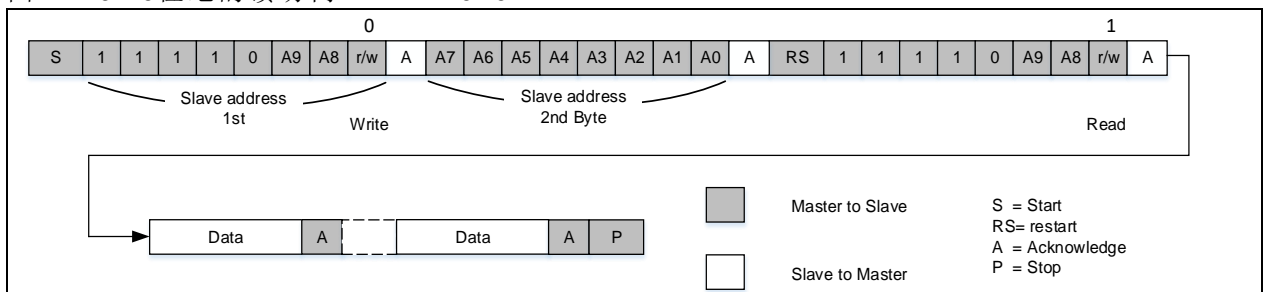 0 1
S 1 1 1 1 0 A9 A8 r/w A A7 A6 A5 A4 A3 A2 A1 A0 A RS 1 1 1 1 0 A9 A8 r/w A
Slave address
1st
Slave address
2nd Byte
Write
Read
Data A Data A P
Master to Slave
Slave to Master
S = Start
RS= restart
A = Acknowledge
P = Stop